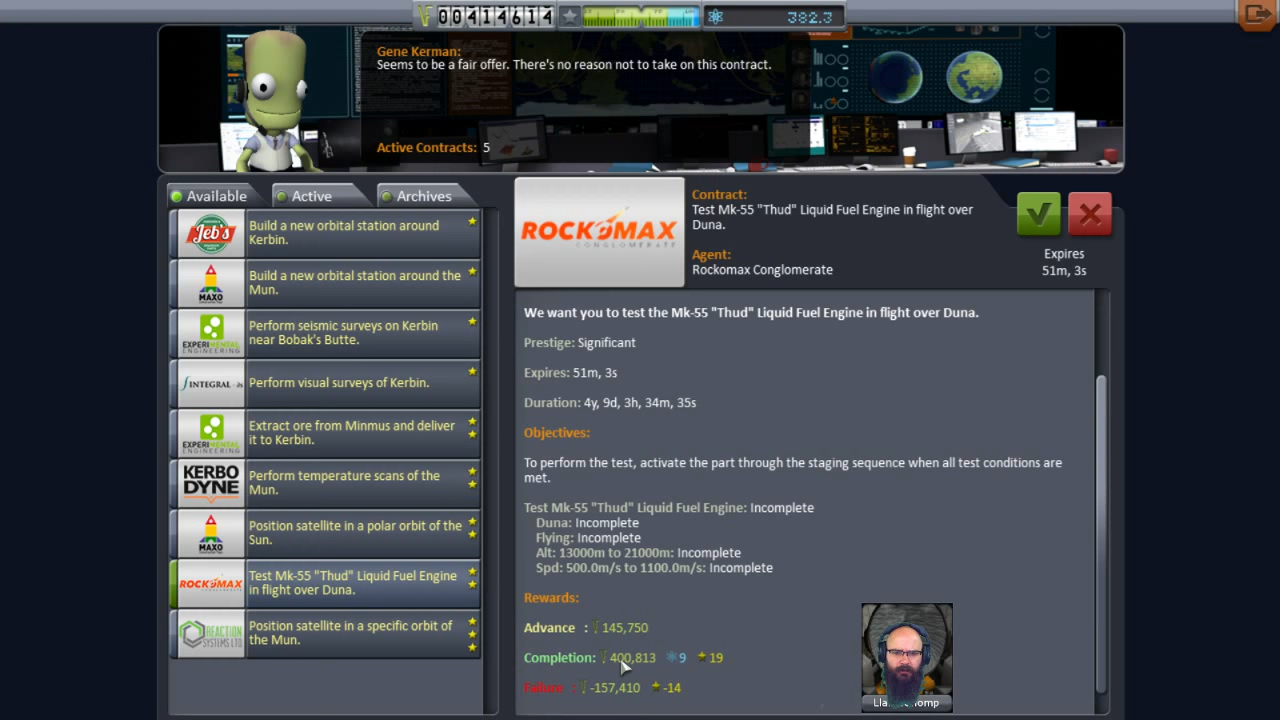 00414614
382.3
Gene Kerman:
Seems to be a fair offer. There's no reason not to take on this contract.
Active Contracts: 5
Available
Active
Archives
Jeb's
Build a new orbital station around
Kerbin.
MAXO
Build a new orbital station around the
Mun.
EXPERIMENTAL
ENGINEERING
Perform seismic surveys on Kerbin
near Bobak's Butte.
INTEGRAL
Perform visual surveys of Kerbin.
EXPERIMENTAL
ENGINEERING
Extract ore from Minmus and deliver
it to Kerbin.
KERBO
DYNE
Perform temperature scans of the
Mun.
MAXO
Position satellite in a polar orbit of the
Sun.
ROCKOMAX
Test Mk-55 "Thud" Liquid Fuel Engine
in flight over Duna.
REACTION
SYSTEMS LTD
Position satellite in a specific orbit of
the Mun.
ROCKOMAX
CONGLOMERATE
Contract:
Test Mk-55 "Thud" Liquid Fuel Engine in flight over
Duna.
Agent:
Rockomax Conglomerate
Expires
51m, 3s
We want you to test the Mk-55 "Thud" Liquid Fuel Engine in flight over Duna.
Prestige: Significant
Expires: 51m, 3s
Duration: 4y, 9d, 3h, 34m, 35s
Objectives:
To perform the test, activate the part through the staging sequence when all test conditions are
met.
Test Mk-55 "Thud" Liquid Fuel Engine: Incomplete
Duna: Incomplete
Flying: Incomplete
Alt: 13000m to 21000m: Incomplete
Spd: 500.0m/s to 1100.0m/s: Incomplete
Rewards:
Advance : 145,750
Completion: 400,813 9 19
Failure : -157,410 -14